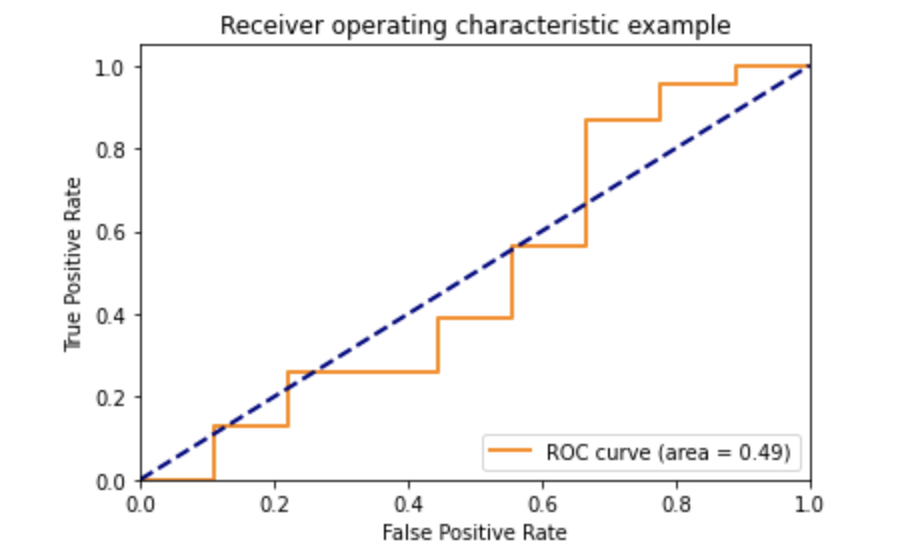 Receiver operating characteristic example
1.0
0.8
0.6
0.4
0.2
0.0
True Positive Rate
ROC curve (area = 0.49)
0.0 0.2 0.4 0.6 0.8 1.0
False Positive Rate